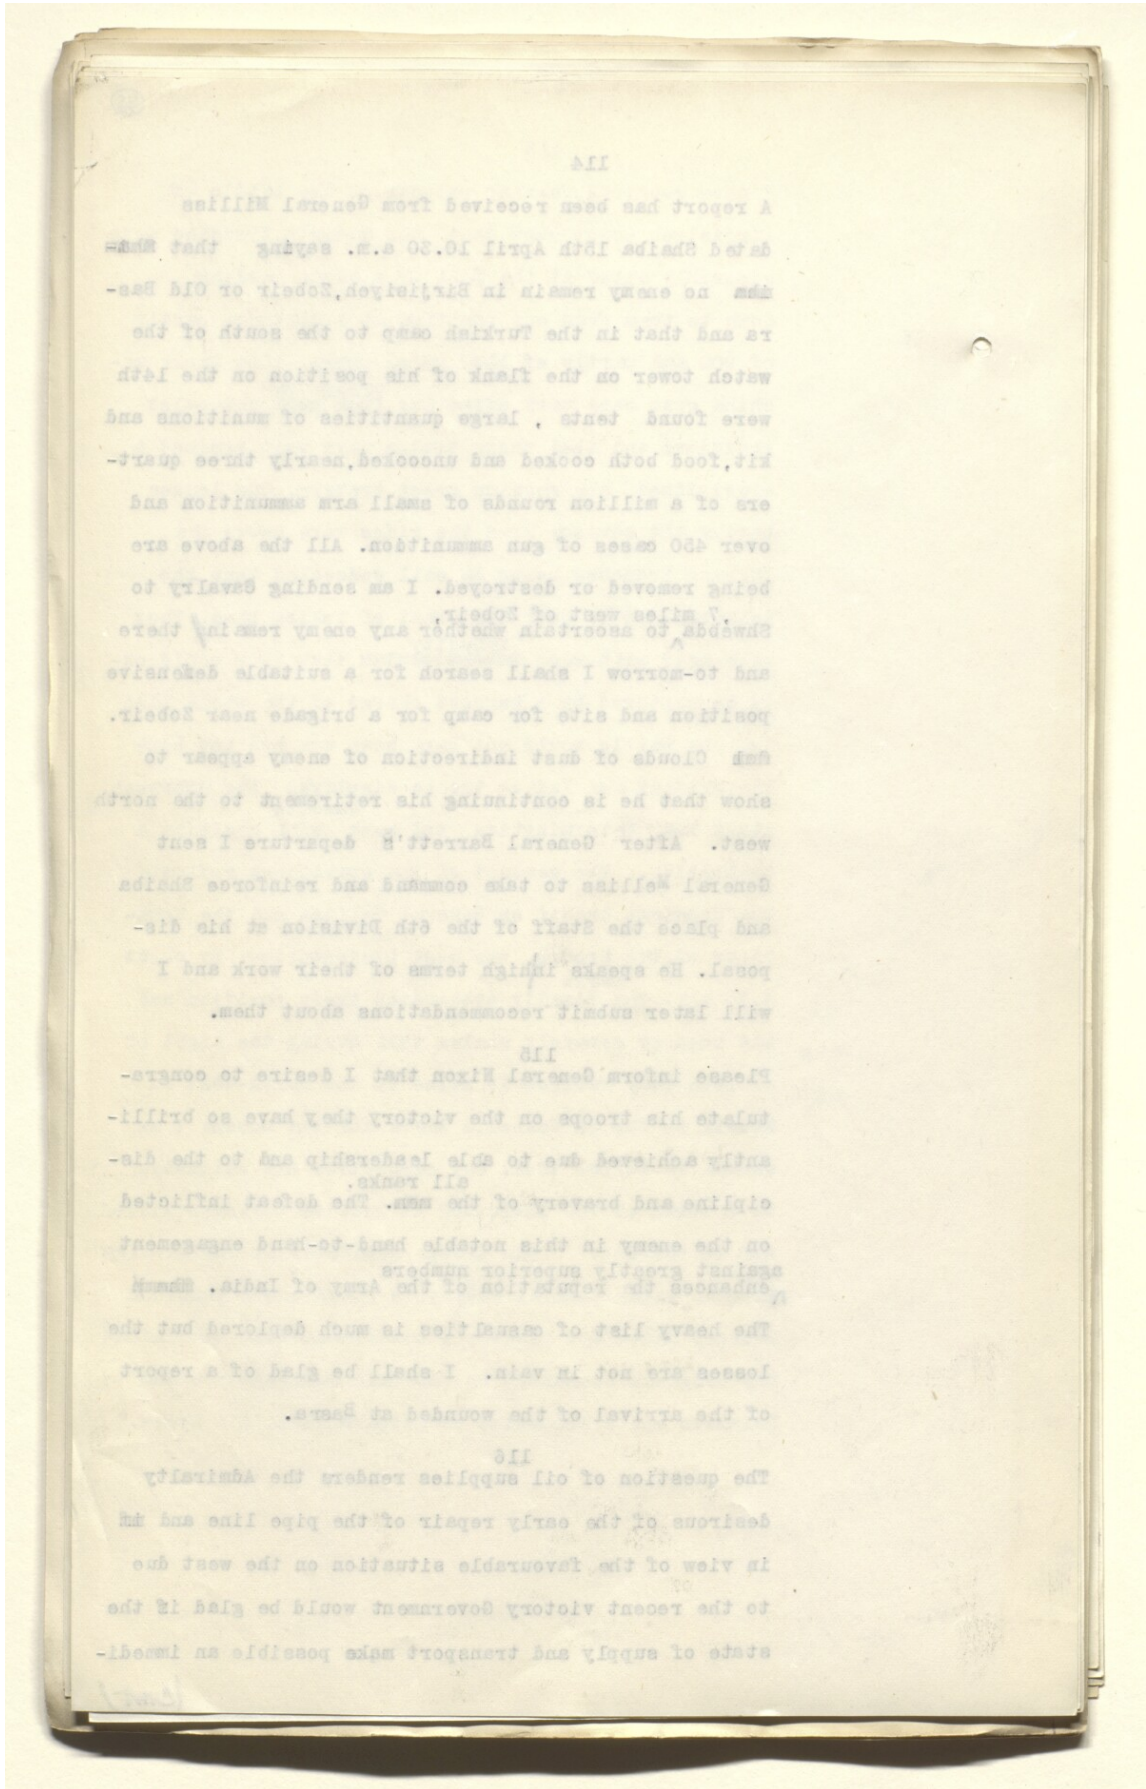 114
A report has been received from General Milliss
dated Shaiba 15th April 10.30 a.m. saying that
no enemy remain in Birjisiyeh,Zobeir or Old Bas-
rs and that in the Turkish camp to the south of the
watch tower on the flank of his position on the 14th
were found tents , large quantities of munitions and
kit,food both cooked and uncooked,nearly three quart-
ers of a million rounds of small arm ammunition and
over 450 cases of gun ammunition. All the above are
being removed or destroyed. I am sending Cavalry to
,7 miles west of Zobeir,
Shwebda to ascertain whether any enemy remain there
and to-morrow I shall search for a suitable defensive
position and site for camp for a brigade near Zobeir.
Clouds of dust indirection of enemy appear to
show that he is continuing his retirement to the north
west. After General Barrett's departure I sent
General Melliss to take command and reinforce Shaiba
and place the Staff of the 6th Division at his dis-
posal. He speaks in high terms of their work and I
will later submit recommendations about them.
115
Please inform General Nixon that I desire to congra-
tulate his troops on the victory they have so brilli-
antly achieved due to able leadership and to the dis-
all ranks.
cipline and bravery of the men. The defeat inflicted
on the enemy in this notable hand-to-hand engagement
against greatly superior numbers
enhances the reputation of the Army of India.
The heavy list of casualties is much deplored but the
losses are not in vain. I shall be glad of a report
of the arrival of the wounded at Basra.
116
The question of oil supplies renders the Admiralty
desirous of the early repair of the pipe line and
in view of the favourable situation on the west due
to the recent victory Government would be glad if the
state of supply and transport make possible an immedi-